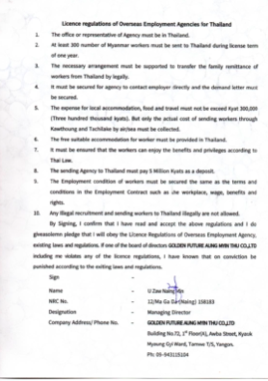 Licence regulations of Overseas Employment Agencies for Thailand
1. The office or representative of Agency must be in Thailand.
2. At least 300 number of Myanmar workers must be sent to Thailand during license term
of one year.
3. The necessary arrangement must be supported to transfer the family remittance of
workers from Thailand by legally.
4. It must be secured for agency to contact employer directly and the demand letter must
be secured.
5. The expense for local accommodation, food and travel must not be exceed Kyat 300,000
(Three hundred thousand kyats). But only the actual cost of sending workers through
Kawthoung and Tachilake by air/sea must be collected.
6. The free suitable accommodation for worker must be provided in Thailand.
7. It must be ensured that the workers can enjoy the benefits and privileges according to
Thai Law.
8. The sending Agency to Thailand must pay 5 Million Kyats as a deposit.
9. The Employment condition of workers must be secured the same as the terms and
conditions in the Employment Contract such as the workplace, wage, benefits and
rights.
10. Any illegal recruitment and sending workers to Thailand illegally are not allowed.
By Signing, I confirm that I have read and accept the above regulations and I do
pledge that I will obey the Licence Regulations of Overseas Employment Agency,
existing laws and regulations. If one of the board of directors GOLDEN FUTURE AUNG MYIN THU CO.,LTD
including me violates any of the licence regulations, I have known that on conviction be
punished according to the exiting laws and regulations.
Sign -
Name - U Zaw Naing
NRC No. - (Naing) 158183
Designation - Managing Director
Company Address/ Phone No. - GOLDEN FUTURE AUNG MYIN THU CO.,LTD
Building No.72, 1st Floor(A), Street, Kyauk
Myaung Gyi Ward, Tamwe T/S, Yangon.
Ph: 09-943115104